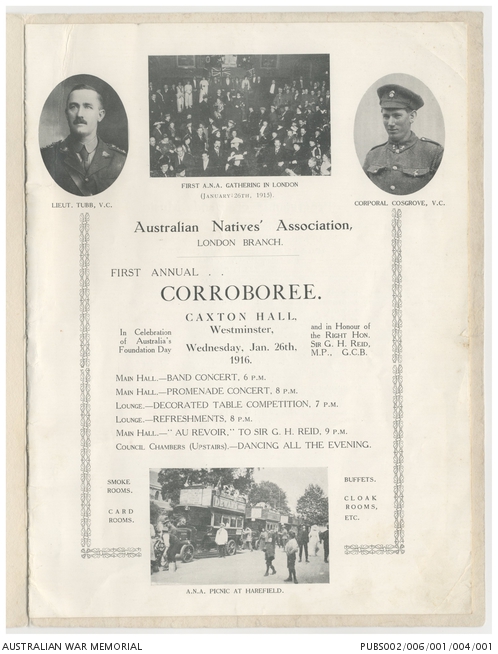 FIRST A.N.A. GATHERING IN LONDON
(JANUARY 26TH, 1915).
LIEUT. TUBB, V.C.
CORPORAL COSGROVE, V.C.
Australian Natives' Association,
LONDON BRANCH.
FIRST ANNUAL . .
CORROBOREE.
CAXTON HALL,
Westminster,
Wednesday, Jan. 26th,
1916.
In Celebration
of Australia's
Foundation Day
and in Honour of
the RIGHT HON.
SIR G. H. REID,
M.P., G.C.B.
MAIN HALL.—BAND CONCERT, 6 P.M.
MAIN HALL.—PROMENADE CONCERT, 8 P.M.
LOUNGE.—DECORATED TABLE COMPETITION, 7 P.M.
LOUNGE.—REFRESHMENTS, 8 P.M.
MAIN HALL.—"AU REVOIR," TO SIR G. H. REID, 9 P.M.
COUNCIL CHAMBERS (UPSTAIRS).—DANCING ALL THE EVENING.
SMOKE
ROOMS.
CARD
ROOMS.
BUFFETS.
CLOAK
ROOMS,
ETC.
A.N.A. PICNIC AT HAREFIELD.
AUSTRALIAN WAR MEMORIAL
PUBS002/006/001/004/001